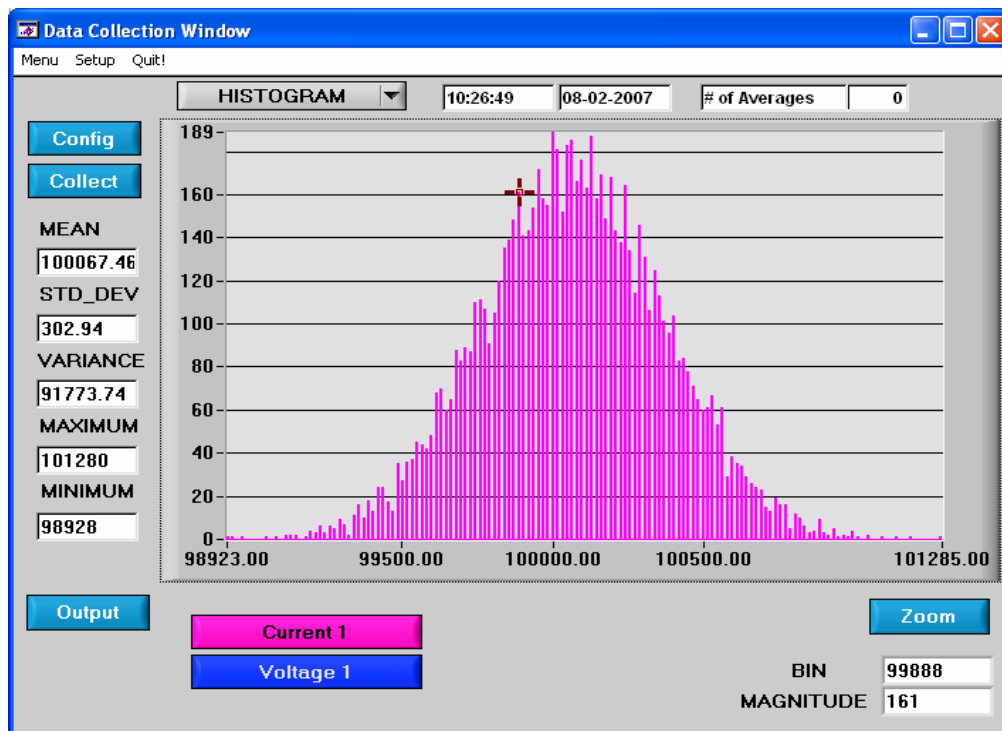 Data Collection Window
Menu Setup Quit!
HISTOGRAM 10:26:49 08-02-2007 # of Averages 0
Config
Collect
MEAN
100067.46
STD_DEV
302.94
VARIANCE
91773.74
MAXIMUM
101280
MINIMUM
98928
189
160
140
120
100
80
60
40
20
0
98923.00 99500.00 100000.00 100500.00 101285.00
Output
Current 1
Voltage 1
Zoom
BIN 99888
MAGNITUDE 161